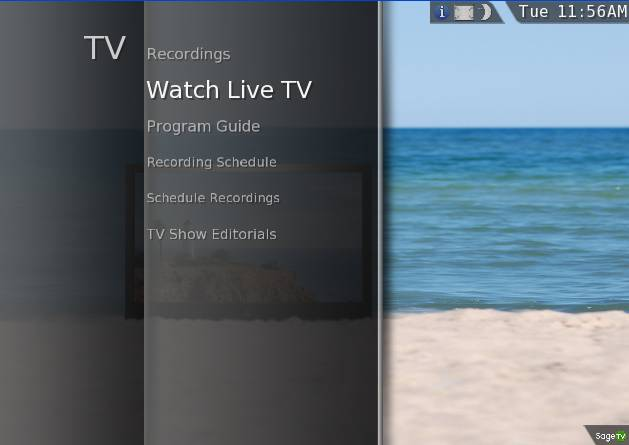 Tue 11:56AM
TV
Recordings
Watch Live TV
Program Guide
Recording Schedule
Schedule Recordings
TV Show Editorials
SageTV